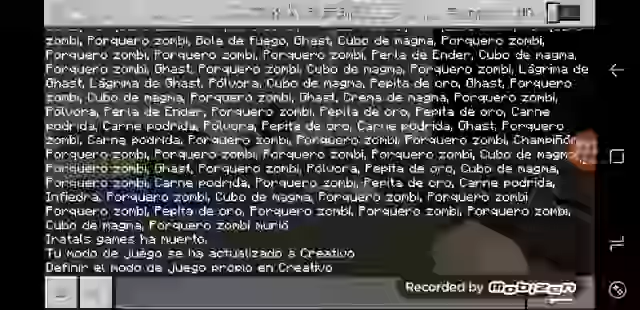 zombi, Porquero zombi, Bola de fuego, Ghast, Cubo de magma, Porquero zombi,
Porquero zombi, Porquero zombi, Porquero zombi, Perla de Ender, Cubo de magma,
Porquero zombi, Ghast, Porquero zombi, Cubo de magma, Porquero zombi, Lágrima de
Ghast, Lágrima de Ghast, Pólvora, Cubo de magma, Pepita de oro, Ghast, Porquero
zombi, Cubo de magma, Porquero zombi, Ghast, Crema de magma, Porquero zombi,
Pólvora, Perla de Ender, Porquero zombi, Pepita de oro, Pepita de oro, Carne
podrida, Carne podrida, Pólvora, Pepita de oro, Carne podrida, Ghast, Porquero
zombi, Carne podrida, Porquero zombi, Porquero zombi, Porquero zombi, Champiñón
Porquero zombi, Porquero zombi, Porquero zombi, Porquero zombi, Cubo de magma,
Porquero zombi, Ghast, Porquero zombi, Pólvora, Pepita de oro, Cubo de magma,
Porquero zombi, Carne podrida, Porquero zombi, Pepita de oro, Carne podrida,
Infiedra, Porquero zombi, Cubo de magma, Porquero zombi, Porquero zombi
Porquero zombi, Pepita de oro, Porquero zombi, Porquero zombi, Porquero zombi,
Cubo de magma, Porquero zombi murió
Iratals games ha muerto.
Tu modo de juego se ha actualizado a Creativo
Definir el modo de juego propio en Creativo
Recorded by Mobizen